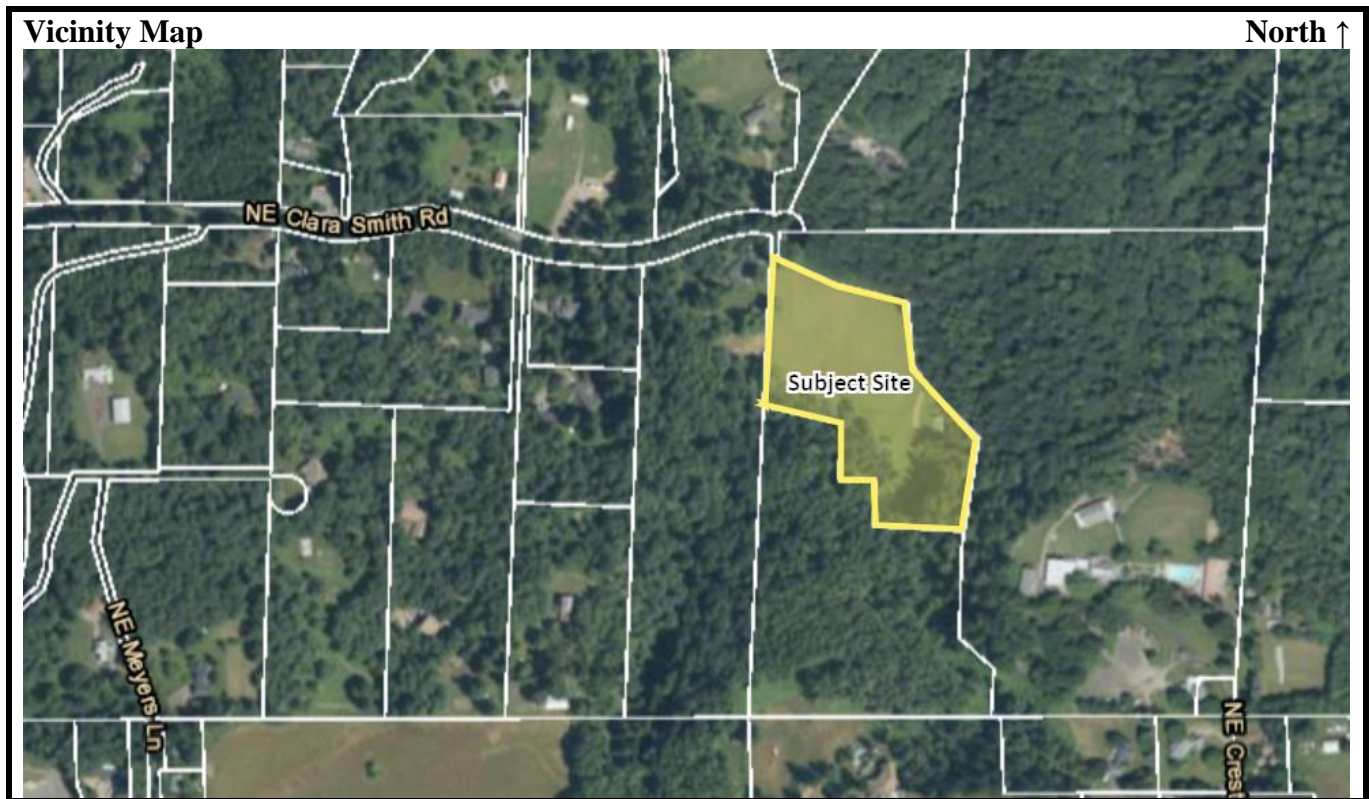 Vicinity Map North ↑
NE Clara Smith Rd
Subject Site
NE Meyers Ln
NE Crest